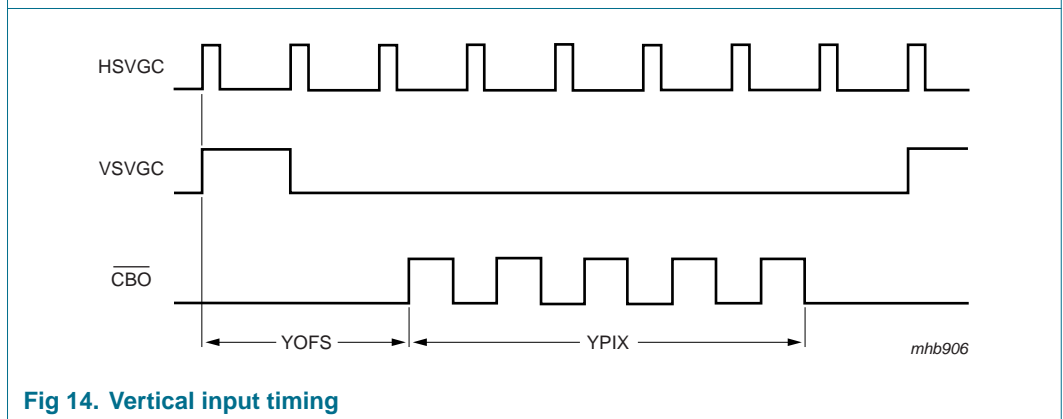 HSVGC
VSVGC
CBO
YOFS
YPIX
mhb906
Fig 14. Vertical input timing